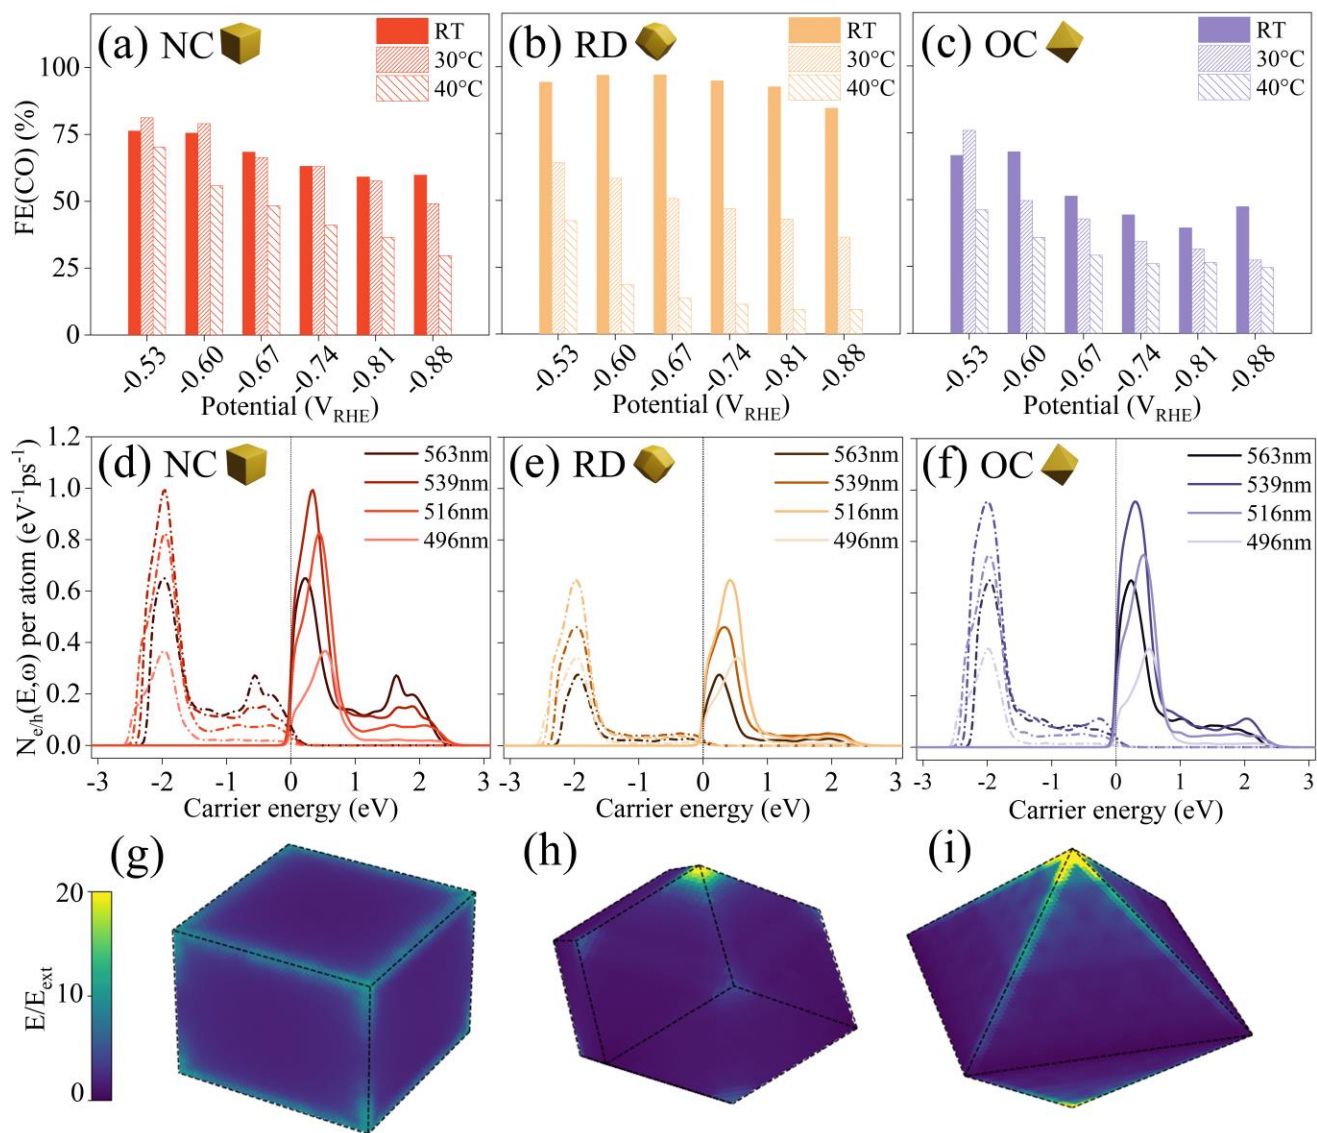 (a) NC
RT
30°C
40°C
FE(CO) (%)
100
75
50
25
0
-0.53
-0.60
-0.67
-0.74
-0.81
-0.88
Potential (V_RHE)
(b) RD
RT
30°C
40°C
-0.53
-0.60
-0.67
-0.74
-0.81
-0.88
Potential (V_RHE)
(c) OC
RT
30°C
40°C
-0.53
-0.60
-0.67
-0.74
-0.81
-0.88
Potential (V_RHE)
(d) NC
563nm
539nm
516nm
496nm
N_e/h(E,ω) per atom (eV⁻¹ps⁻¹)
1.2
1.0
0.8
0.6
0.4
0.2
0.0
-3
-2
-1
0
1
2
3
Carrier energy (eV)
(e) RD
563nm
539nm
516nm
496nm
-3
-2
-1
0
1
2
3
Carrier energy (eV)
(f) OC
563nm
539nm
516nm
496nm
-3
-2
-1
0
1
2
3
Carrier energy (eV)
(g)
(h)
(i)
E/E_ext
20
10
0